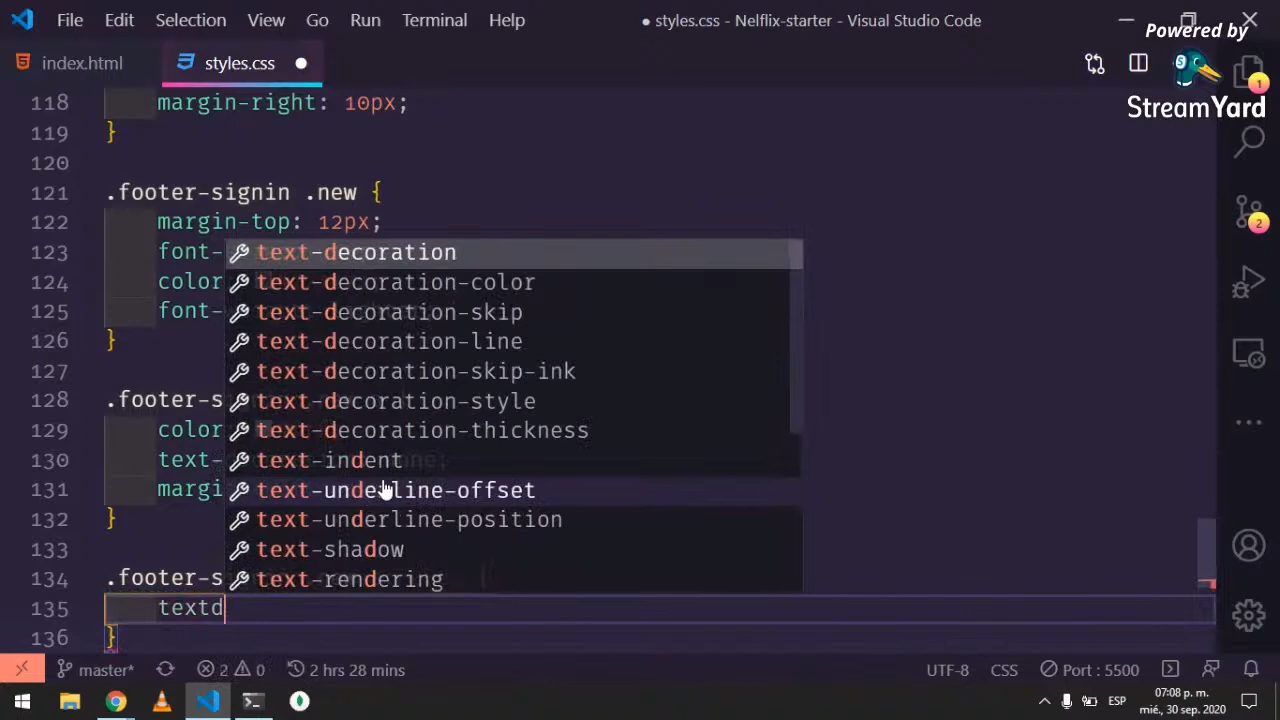 File Edit Selection View Go Run Terminal Help
● styles.css - Nelflix-starter - Visual Studio Code
Powered by
StreamYard
index.html styles.css ●
118 margin-right: 10px;
119 }
120
121 .footer-signin .new {
122 margin-top: 12px;
123 font-
124 color
125 font-
126 }
127
128 .footer-s
129 color
130 text-
131 margi
132 }
133
134 .footer-s
135 textd
136 }
text-decoration
text-decoration-color
text-decoration-skip
text-decoration-line
text-decoration-skip-ink
text-decoration-style
text-decoration-thickness
text-indent
text-underline-offset
text-underline-position
text-shadow
text-rendering
1
2
master* 2 0 2 hrs 28 mins UTF-8 CSS Port : 5500
ESP 07:08 p. m.
mié., 30 sep. 2020